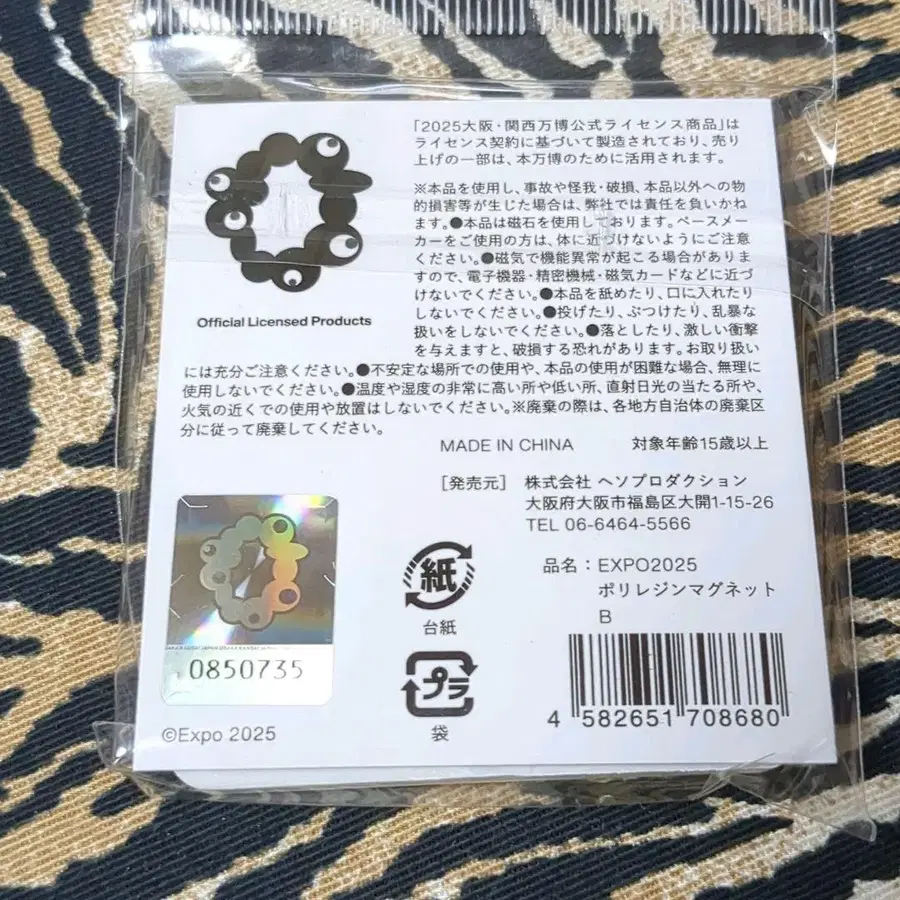 「2025大阪・関西万博公式ライセンス商品」は
ライセンス契約に基づいて製造されており、売り
上げの一部は、本万博のために活用されます。
※本品を使用し、事故や怪我・破損、本品以外への物
的損害等が生じた場合は、弊社では責任を負いかね
ます。●本品は磁石を使用しております。ペースメー
カーをご使用の方は、体に近づけないようにご注意
ください。●磁気で機能異常が起こる場合があります
ますので、電子機器・精密機械・磁気カードなどに近づ
けないでください。●本品を舐めたり、口に入れたり
しないでください。●投げたり、ぶつけたり、乱暴な
扱いをしないでください。●落としたり、激しい衝撃
を与えますと、破損する恐れがあります。お取り扱い
には充分ご注意ください。●不安定な場所での使用や、本品の使用が困難な場合、無理に
使用しないでください。●温度や湿度の非常に高い所や低い所、直射日光の当たる所や、
火気の近くでの使用や放置はしないでください。※廃棄の際は、各地方自治体の廃棄区
分に従って廃棄してください。
Official Licensed Products
MADE IN CHINA 対象年齢15歳以上
[発売元] 株式会社 ヘソプロダクション
大阪府大阪市福島区大開1-15-26
TEL 06-6464-5566
品名：EXPO2025
ポリレジンマグネット
B
紙
台紙
プラ
袋
0850735
4 582651 708680
©Expo 2025